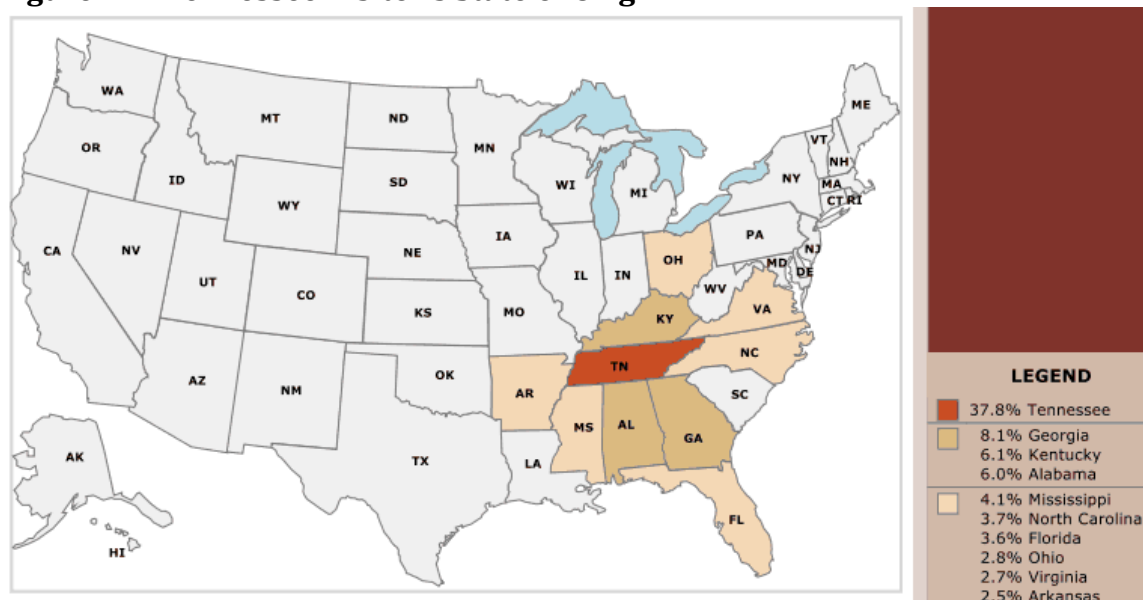 WA
MT
ND
MN
ME
OR
ID
SD
WI
MI
VT
NH
NY
MA
CT RI
WY
CA
NV
NE
IA
PA
NJ
UT
CO
IL
IN
OH
MD
DE
WV
KS
MO
KY
VA
AZ
NM
OK
TN
NC
AR
SC
MS
AL
GA
TX
LA
AK
FL
HI
LEGEND
37.8% Tennessee
8.1% Georgia
6.1% Kentucky
6.0% Alabama
4.1% Mississippi
3.7% North Carolina
3.6% Florida
2.8% Ohio
2.7% Virginia
2.5% Arkansas